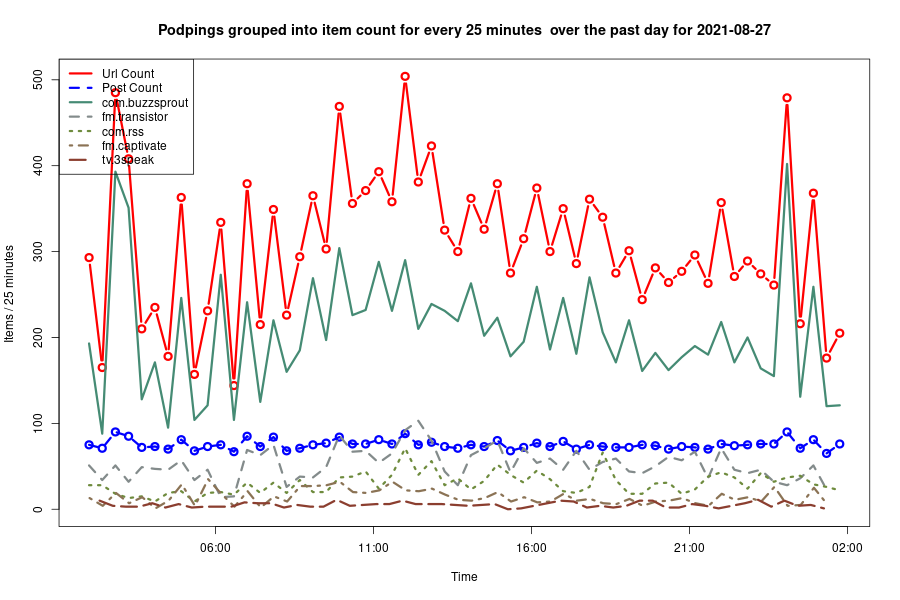 Podpings grouped into item count for every 25 minutes  over the past day for 2021-08-27
Items / 25 minutes
500
400
300
200
100
0
Url Count
Post Count
com.buzzsprout
fm.transistor
com.rss
fm.captivate
tv.3speak
06:00
11:00
16:00
21:00
02:00
Time